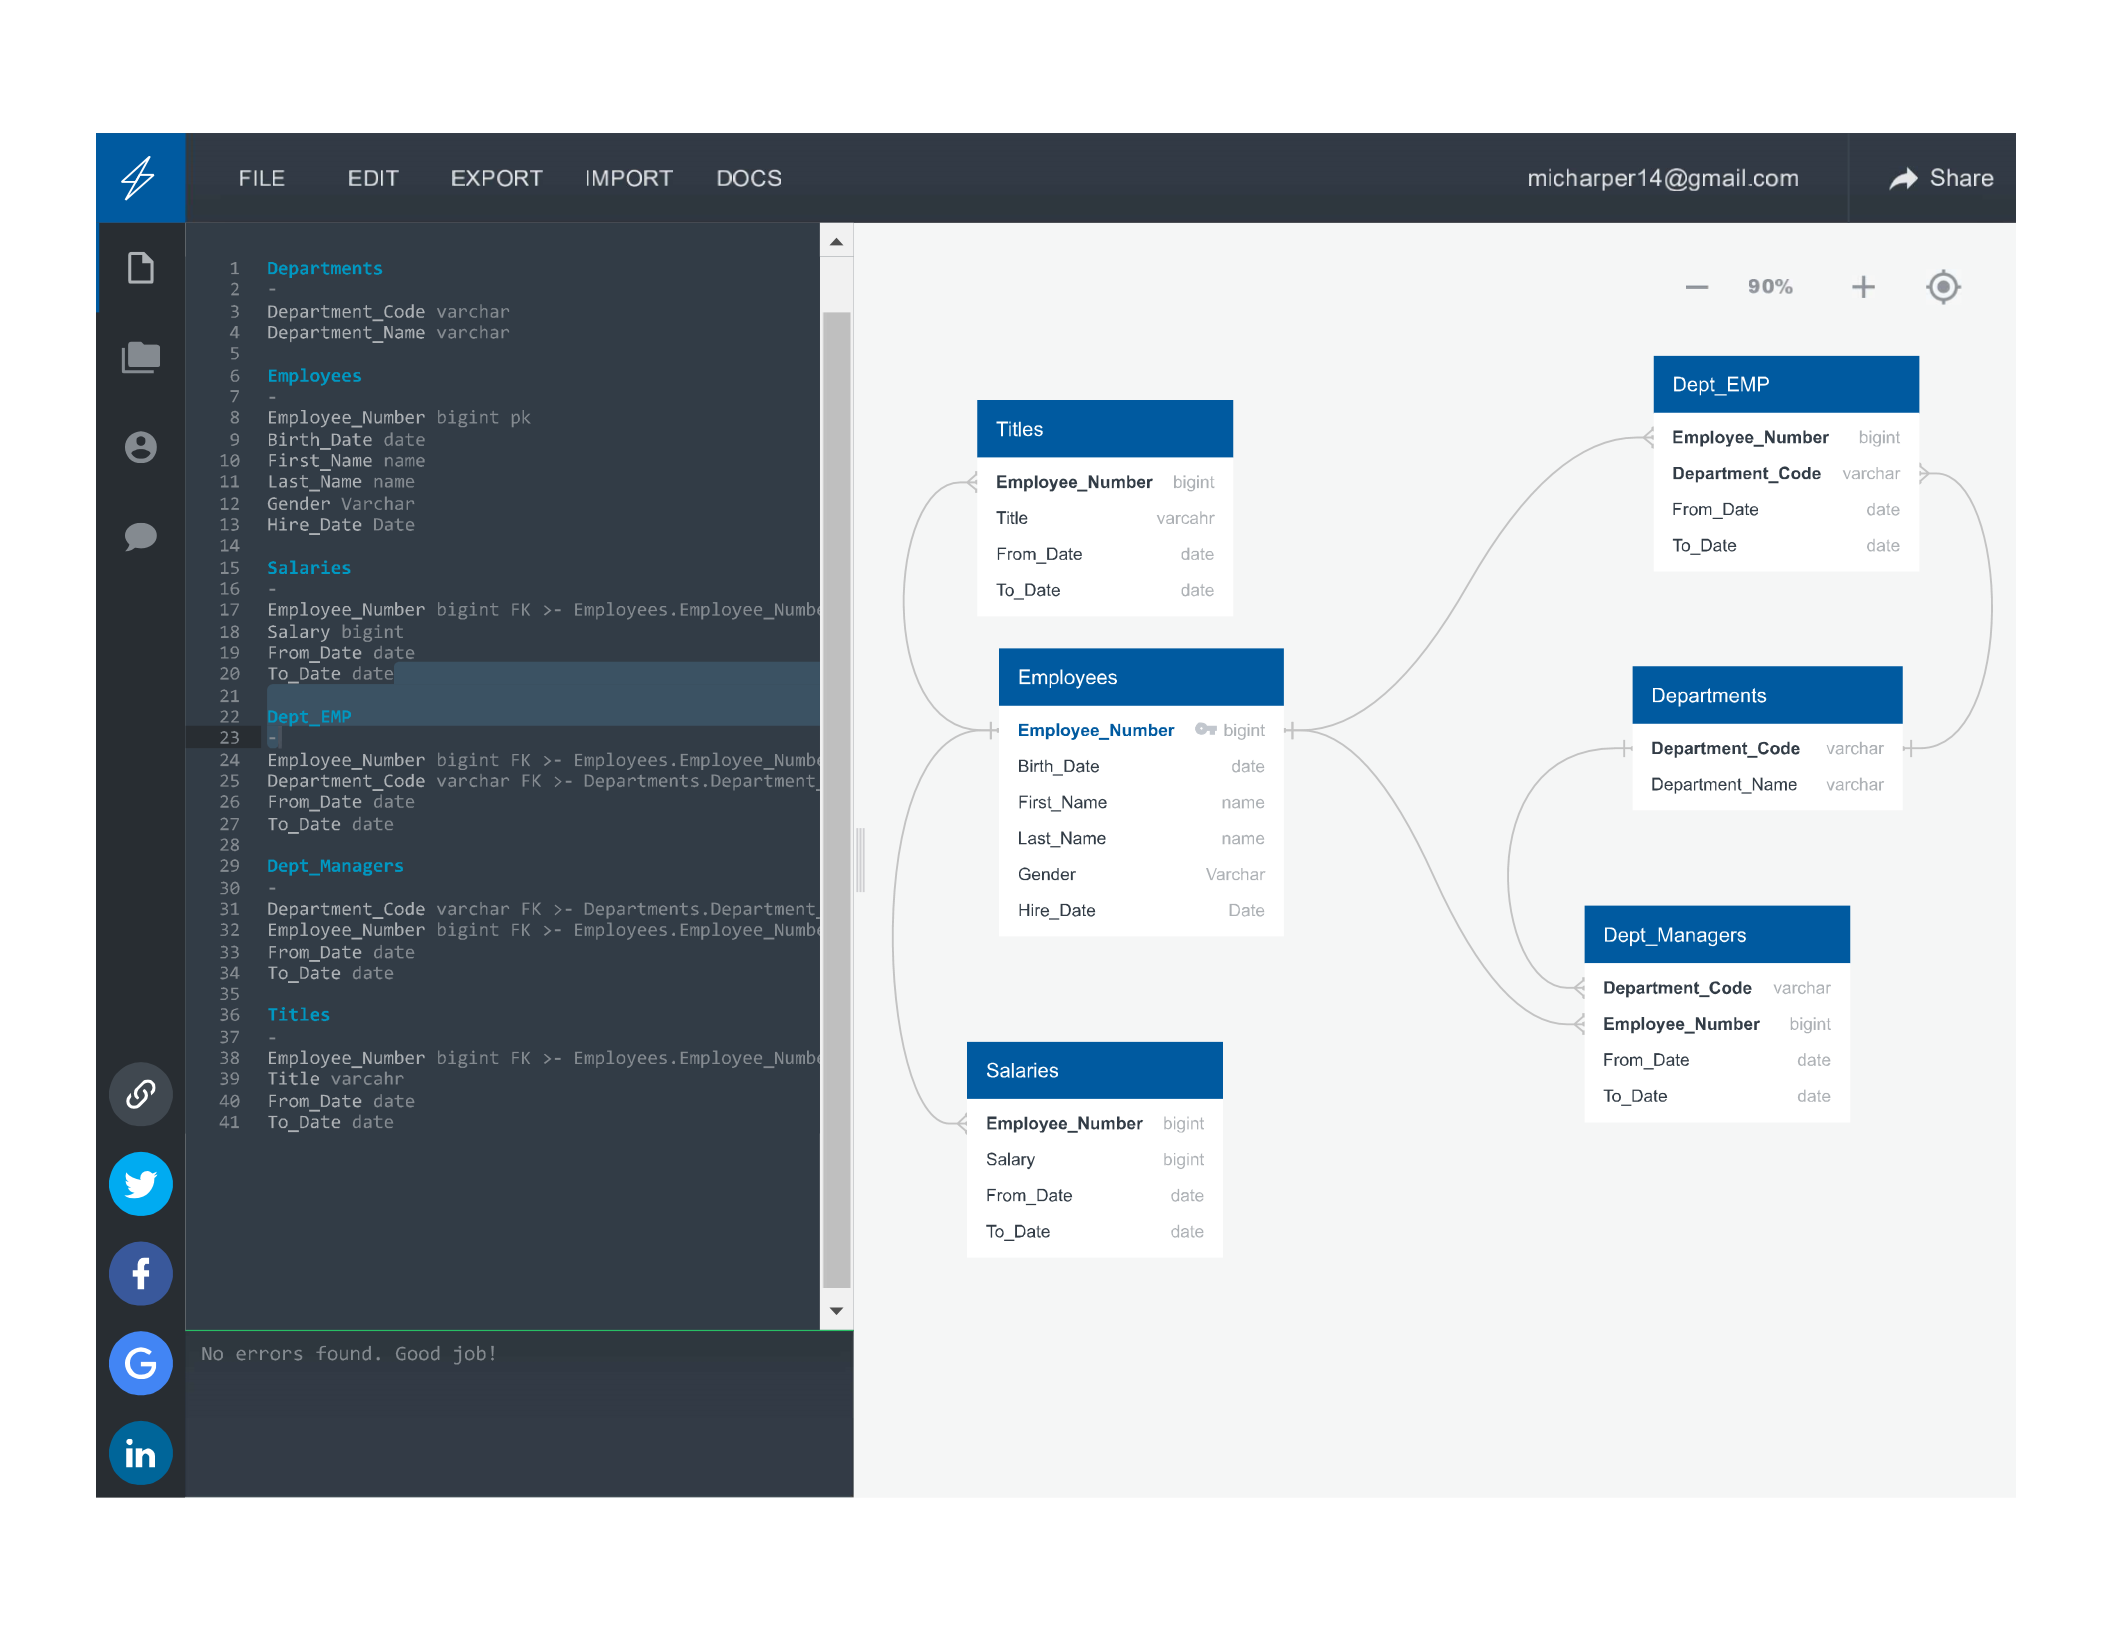 FILE EDIT EXPORT IMPORT DOCS micharper14@gmail.com Share
1 Departments
2 -
3 Department_Code varchar
4 Department_Name varchar
5
6 Employees
7 -
8 Employee_Number bigint pk
9 Birth_Date date
10 First_Name name
11 Last_Name name
12 Gender Varchar
13 Hire_Date Date
14
15 Salaries
16 -
17 Employee_Number bigint FK >- Employees.Employee_Numbe
18 Salary bigint
19 From_Date date
20 To_Date date
21
22 Dept_EMP
23 -
24 Employee_Number bigint FK >- Employees.Employee_Numbe
25 Department_Code varchar FK >- Departments.Department_
26 From_Date date
27 To_Date date
28
29 Dept_Managers
30 -
31 Department_Code varchar FK >- Departments.Department_
32 Employee_Number bigint FK >- Employees.Employee_Numbe
33 From_Date date
34 To_Date date
35
36 Titles
37 -
38 Employee_Number bigint FK >- Employees.Employee_Numbe
39 Title varcahr
40 From_Date date
41 To_Date date
No errors found. Good job!
90%
Titles
Employee_Number bigint
Title varcahr
From_Date date
To_Date date
Employees
Employee_Number bigint
Birth_Date date
First_Name name
Last_Name name
Gender Varchar
Hire_Date Date
Salaries
Employee_Number bigint
Salary bigint
From_Date date
To_Date date
Dept_EMP
Employee_Number bigint
Department_Code varchar
From_Date date
To_Date date
Departments
Department_Code varchar
Department_Name varchar
Dept_Managers
Department_Code varchar
Employee_Number bigint
From_Date date
To_Date date